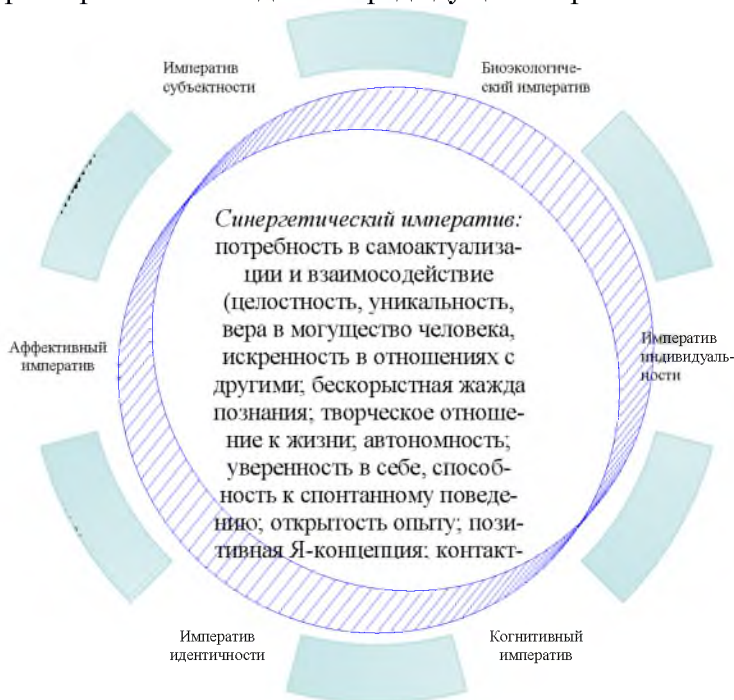 Императив
субъектности
Биоэкологиче-
ский императив
Синергетический императив:
потребность в самоактуализа-
ции и взаимосодействие
(целостность, уникальность,
вера в могущество человека,
искренность в отношениях с
другими; бескорыстная жажда
познания; творческое отноше-
ние к жизни; автономность;
уверенность в себе, способ-
ность к спонтанному поведе-
нию; открытость опыту; пози-
тивная Я-концепция; контакт-
Аффективный
императив
Императив
индивидуаль-
ности
Императив
идентичности
Когнитивный
императив